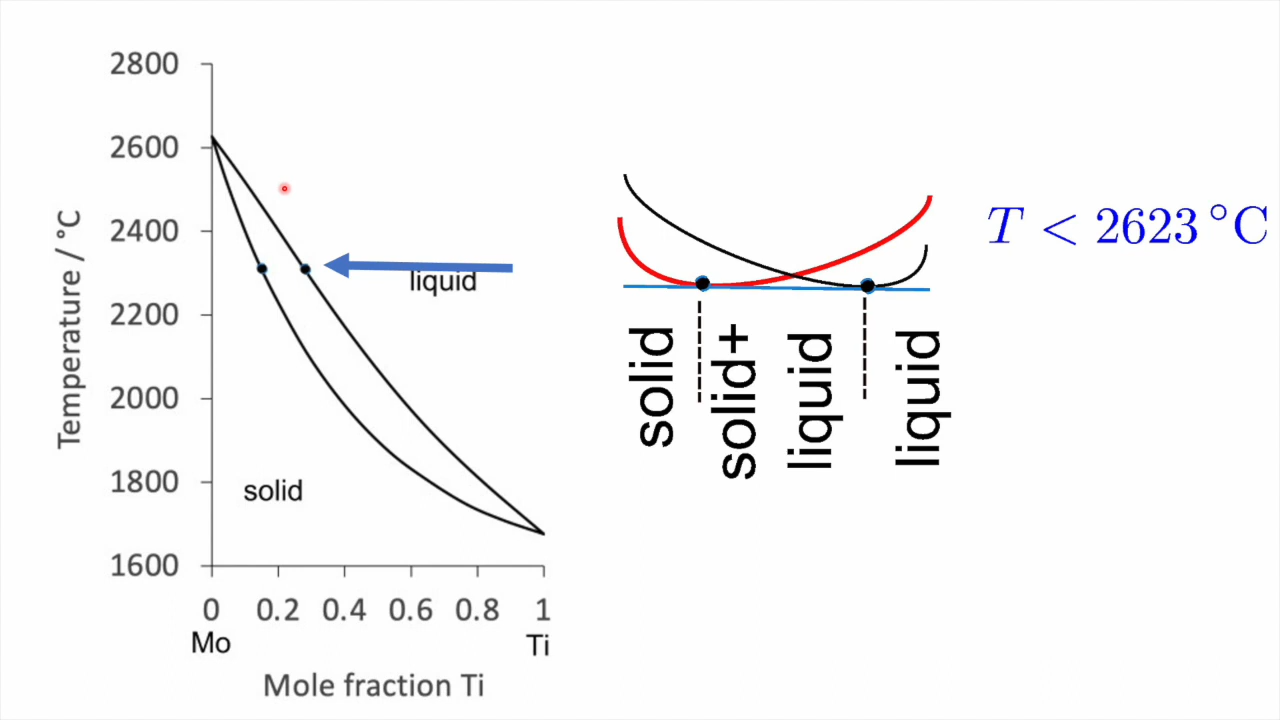 2800
2600
2400
2200
2000
1800
1600
Temperature / °C
liquid
solid
0 0.2 0.4 0.6 0.8 1
Mo Ti
Mole fraction Ti
solid
solid+
liquid
liquid
T < 2623 °C